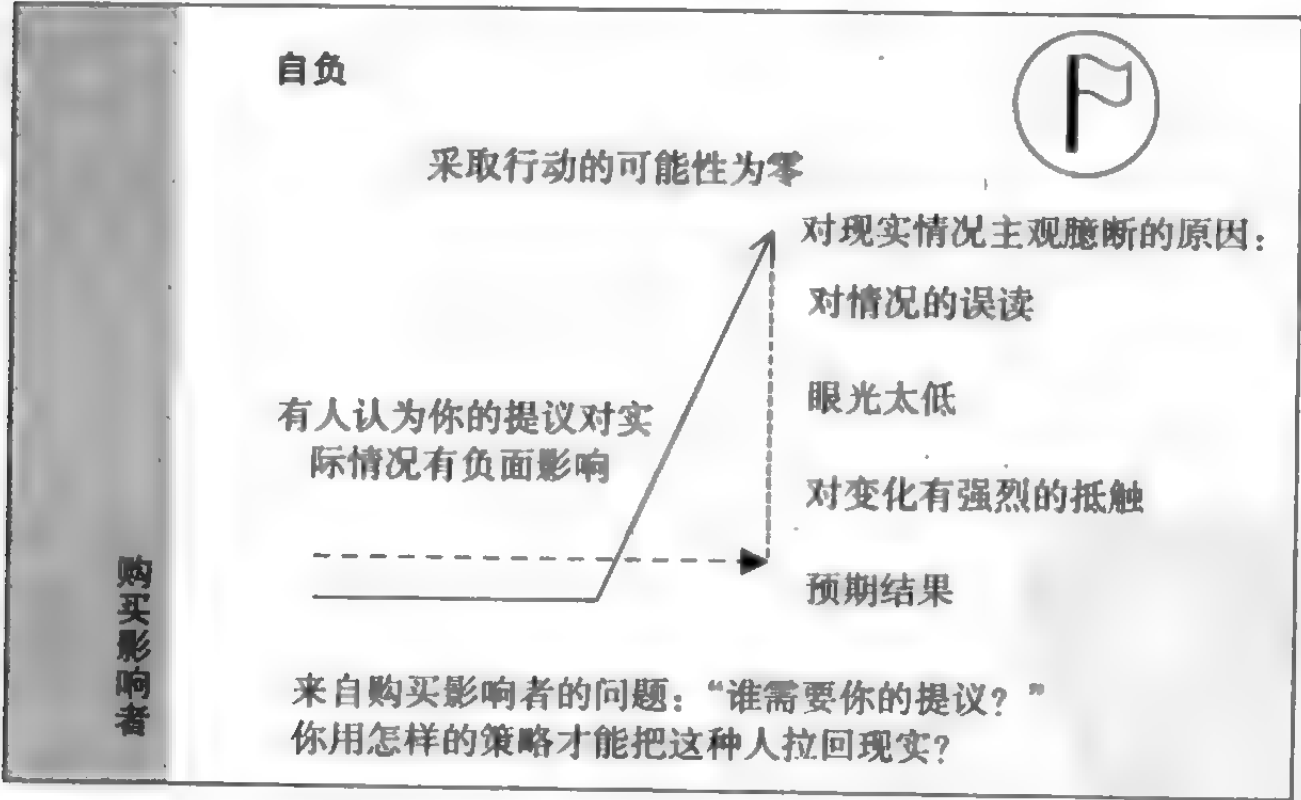 自负
采取行动的可能性为零
对现实情况主观臆断的原因：
对情况的误读
眼光太低
有人认为你的提议对实
际情况有负面影响
对变化有强烈的抵触
预期结果
购买影响者
来自购买影响者的问题：“谁需要你的提议？”
你用怎样的策略才能把这种人拉回现实？